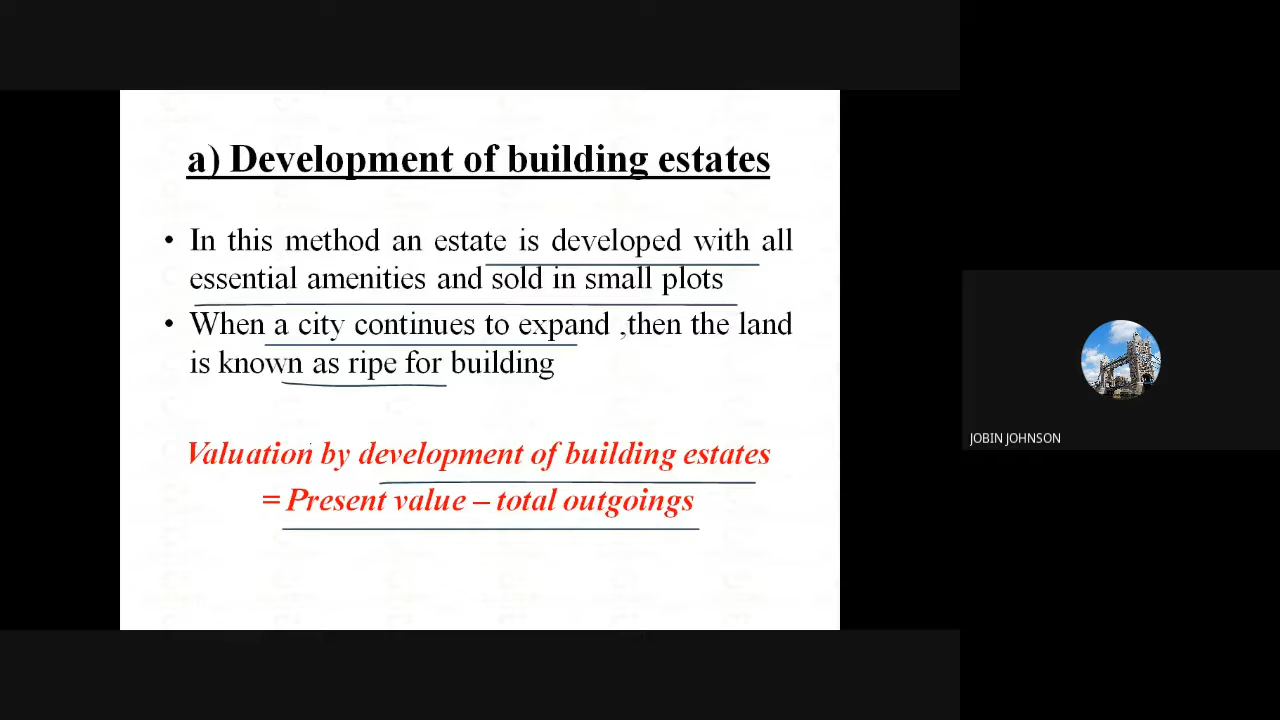 a) Development of building estates
• In this method an estate is developed with all
essential amenities and sold in small plots
• When a city continues to expand ,then the land
is known as ripe for building
Valuation by development of building estates
= Present value – total outgoings
JOBIN JOHNSON